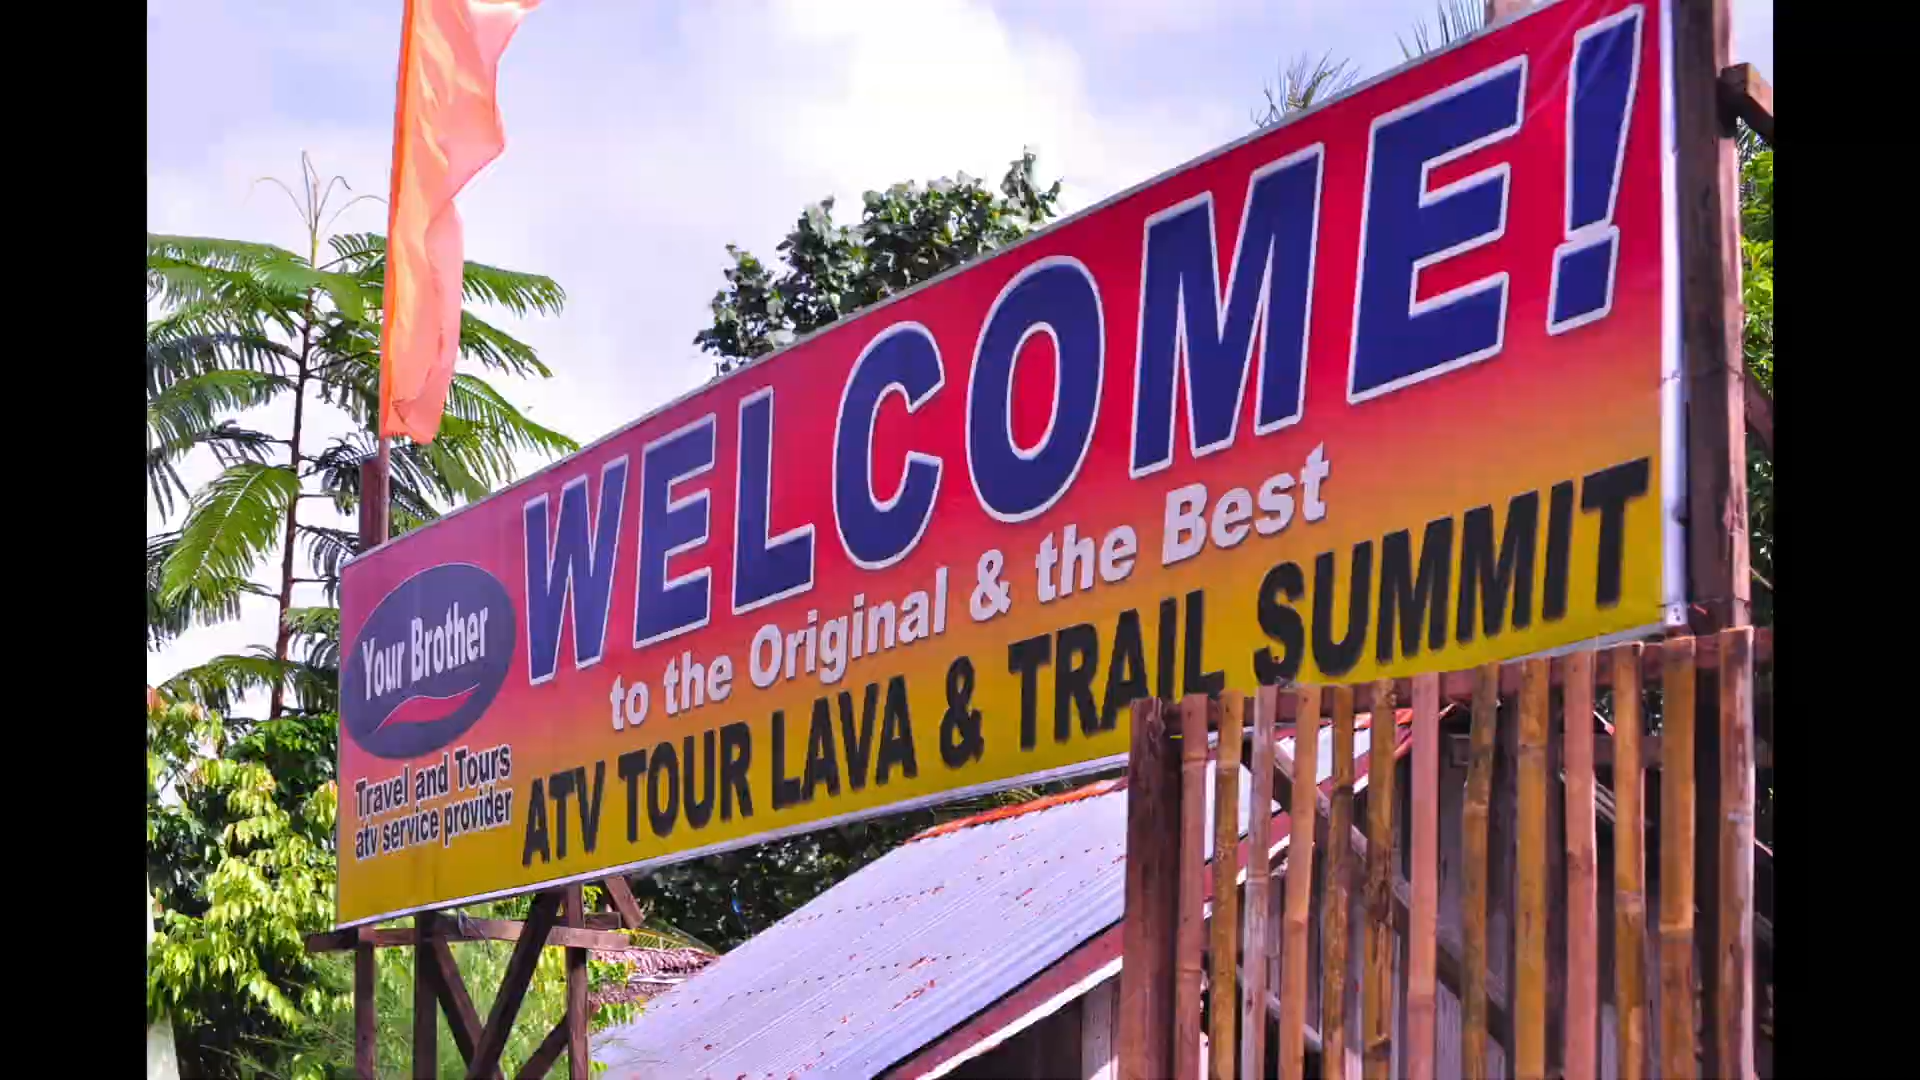 WELCOME!
to the Original & the Best
ATV TOUR LAVA & TRAIL SUMMIT
Your Brother
Travel and Tours
atv service provider